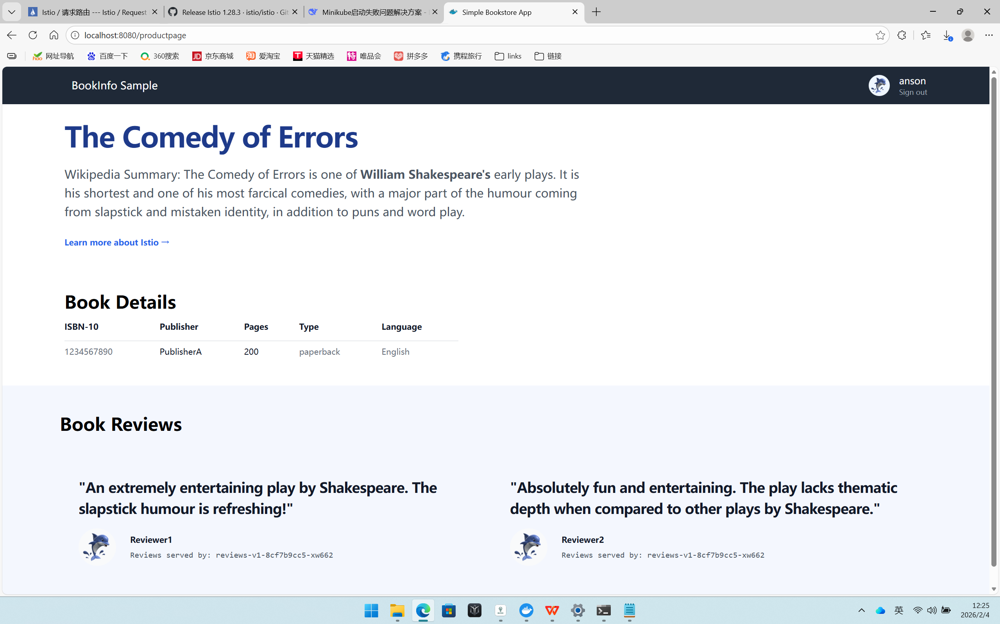 Istio / 请求路由 --- Istio / Request
Release Istio 1.28.3 · istio/istio · Git
Minikube启动失败问题解决方案 -
Simple Bookstore App
localhost:8080/productpage
hao 网址导航
百度一下
360搜索
JD 京东商城
淘 爱淘宝
T 天猫精选
特 唯品会
拼多多
携程旅行
links
链接
BookInfo Sample
anson
Sign out
The Comedy of Errors
Wikipedia Summary: The Comedy of Errors is one of William Shakespeare's early plays. It is
his shortest and one of his most farcical comedies, with a major part of the humour coming
from slapstick and mistaken identity, in addition to puns and word play.
Learn more about Istio →
Book Details
ISBN-10 Publisher Pages Type Language
1234567890 PublisherA 200 paperback English
Book Reviews
"An extremely entertaining play by Shakespeare. The
slapstick humour is refreshing!"
Reviewer1
Reviews served by: reviews-v1-8cf7b9cc5-xw662
"Absolutely fun and entertaining. The play lacks thematic
depth when compared to other plays by Shakespeare."
Reviewer2
Reviews served by: reviews-v1-8cf7b9cc5-xw662
英
12:25
2026/2/4